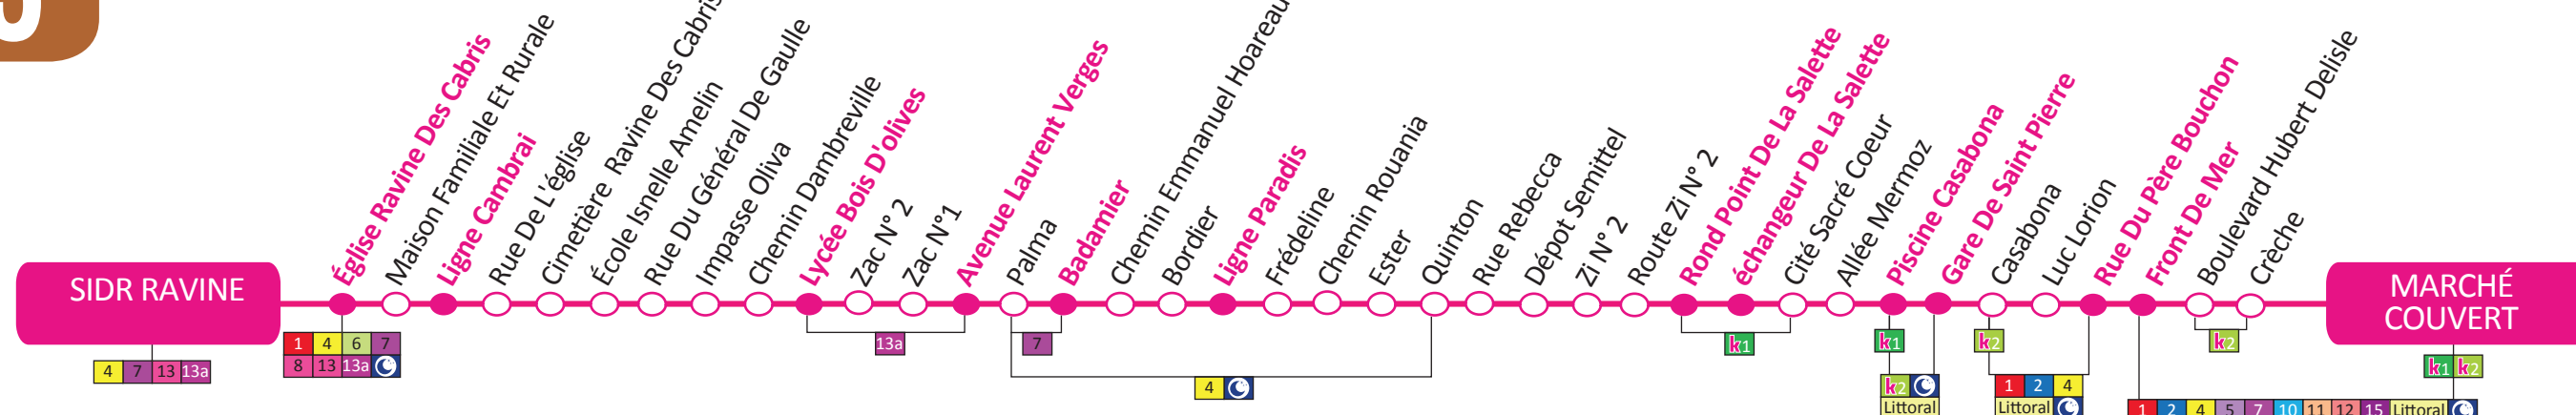 SIDR RAVINE
Église Ravine Des Cabris
Maison Familiale Et Rurale
Ligne Cambrai
Rue De L'église
Cimetière Ravine Des Cabris
École Isnelle Amelin
Rue Du Général De Gaulle
Impasse Oliva
Chemin Dambreville
Lycée Bois D'olives
Zac N° 2
Zac N°1
Avenue Laurent Verges
Palma
Badamier
Chemin Emmanuel Hoareau
Bordier
Ligne Paradis
Frédeline
Chemin Rouania
Ester
Quinton
Rue Rebecca
Dépot Semittel
Zi N° 2
Route Zi N° 2
Rond Point De La Salette
échangeur De La Salette
Cité Sacré Coeur
Allée Mermoz
Piscine Casabona
Gare De Saint Pierre
Casabona
Luc Lorion
Rue Du Père Bouchon
Front De Mer
Boulevard Hubert Delisle
Crèche
MARCHÉ
COUVERT
4 7 13 13a
1 4 6 7
8 13 13a
13a
7
4
k1
k1
k2
Littoral
k2
1 2 4
Littoral
1 2 4 5 7 10 11 12 15 Littoral
k2
k1 k2